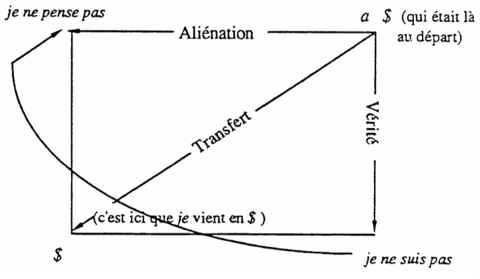 je ne pense pas
a $ (qui était là
au départ)
Aliénation
Transfert
Vérité
(c'est ici que je vient en $ )
$
je ne suis pas